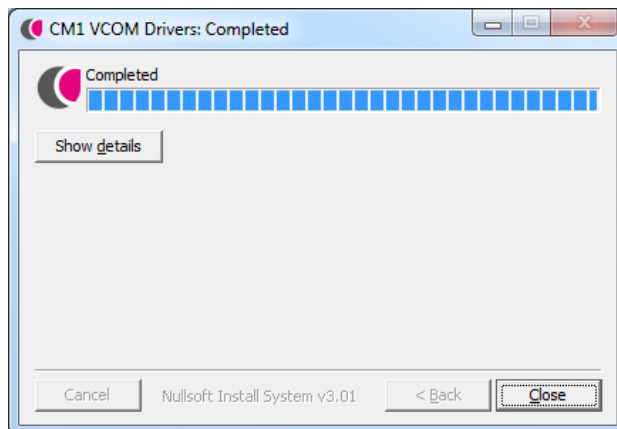 CM1 VCOM Drivers: Completed
Completed
Show details
Cancel
Nullsoft Install System v3.01
< Back
Close